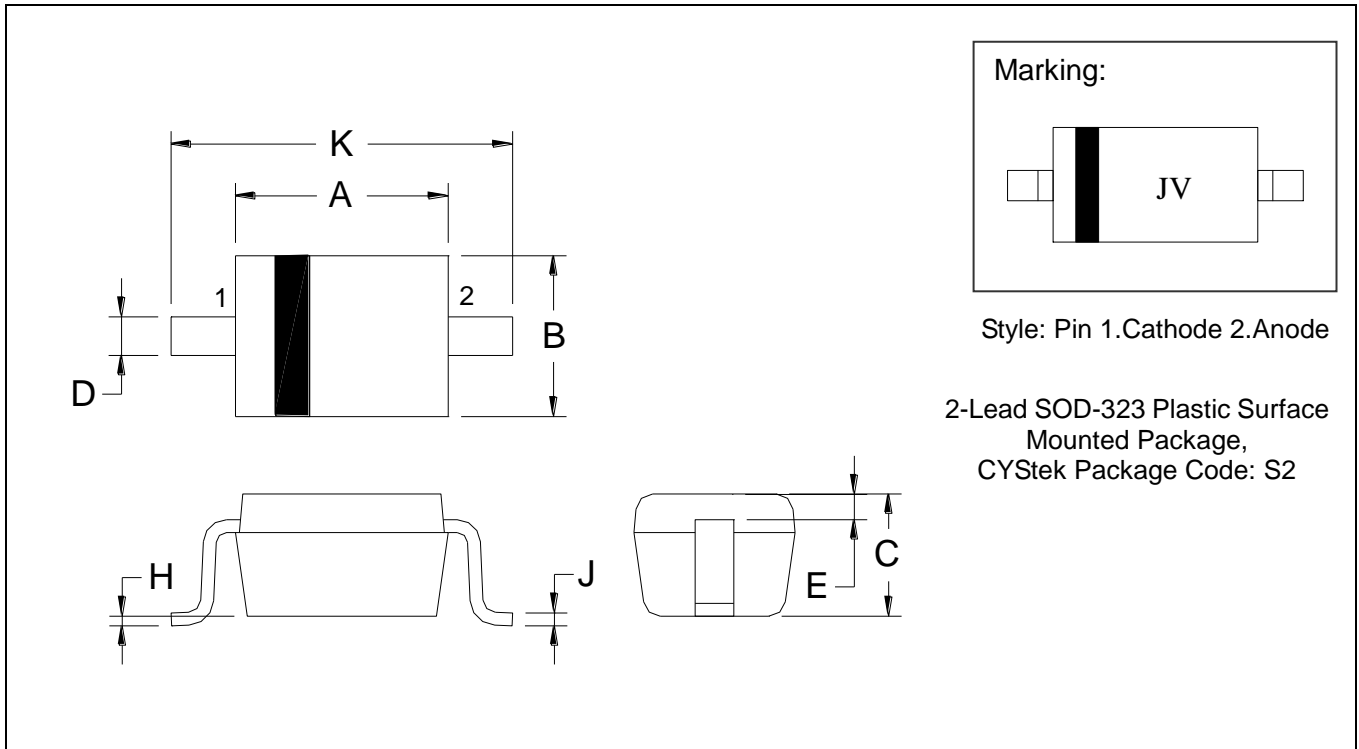 Marking:
JV
Style: Pin 1.Cathode 2.Anode
2-Lead SOD-323 Plastic Surface
Mounted Package,
CYStek Package Code: S2
K
A
1
2
B
D
H
J
E
C